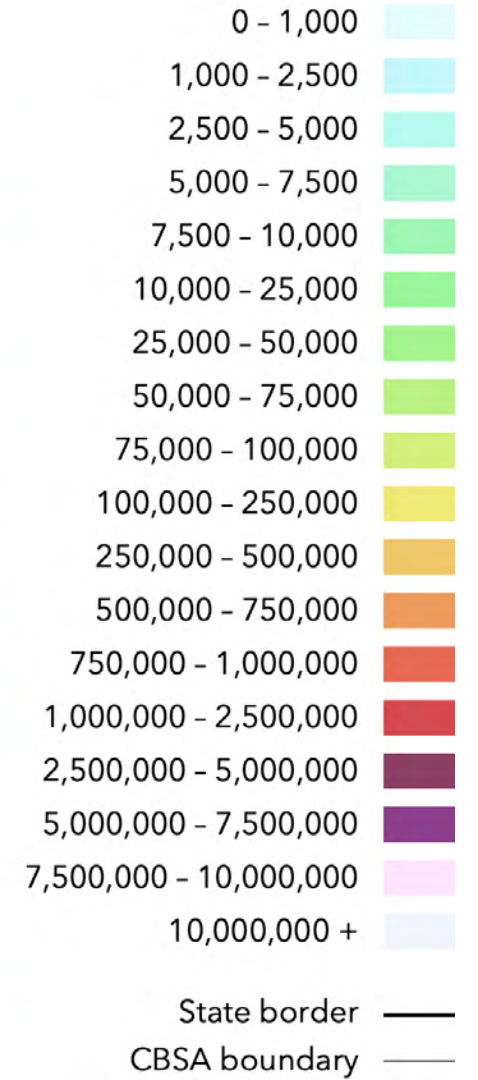 0 – 1,000
1,000 – 2,500
2,500 – 5,000
5,000 – 7,500
7,500 – 10,000
10,000 – 25,000
25,000 – 50,000
50,000 – 75,000
75,000 – 100,000
100,000 – 250,000
250,000 – 500,000
500,000 – 750,000
750,000 – 1,000,000
1,000,000 – 2,500,000
2,500,000 – 5,000,000
5,000,000 – 7,500,000
7,500,000 – 10,000,000
10,000,000 +
State border
CBSA boundary